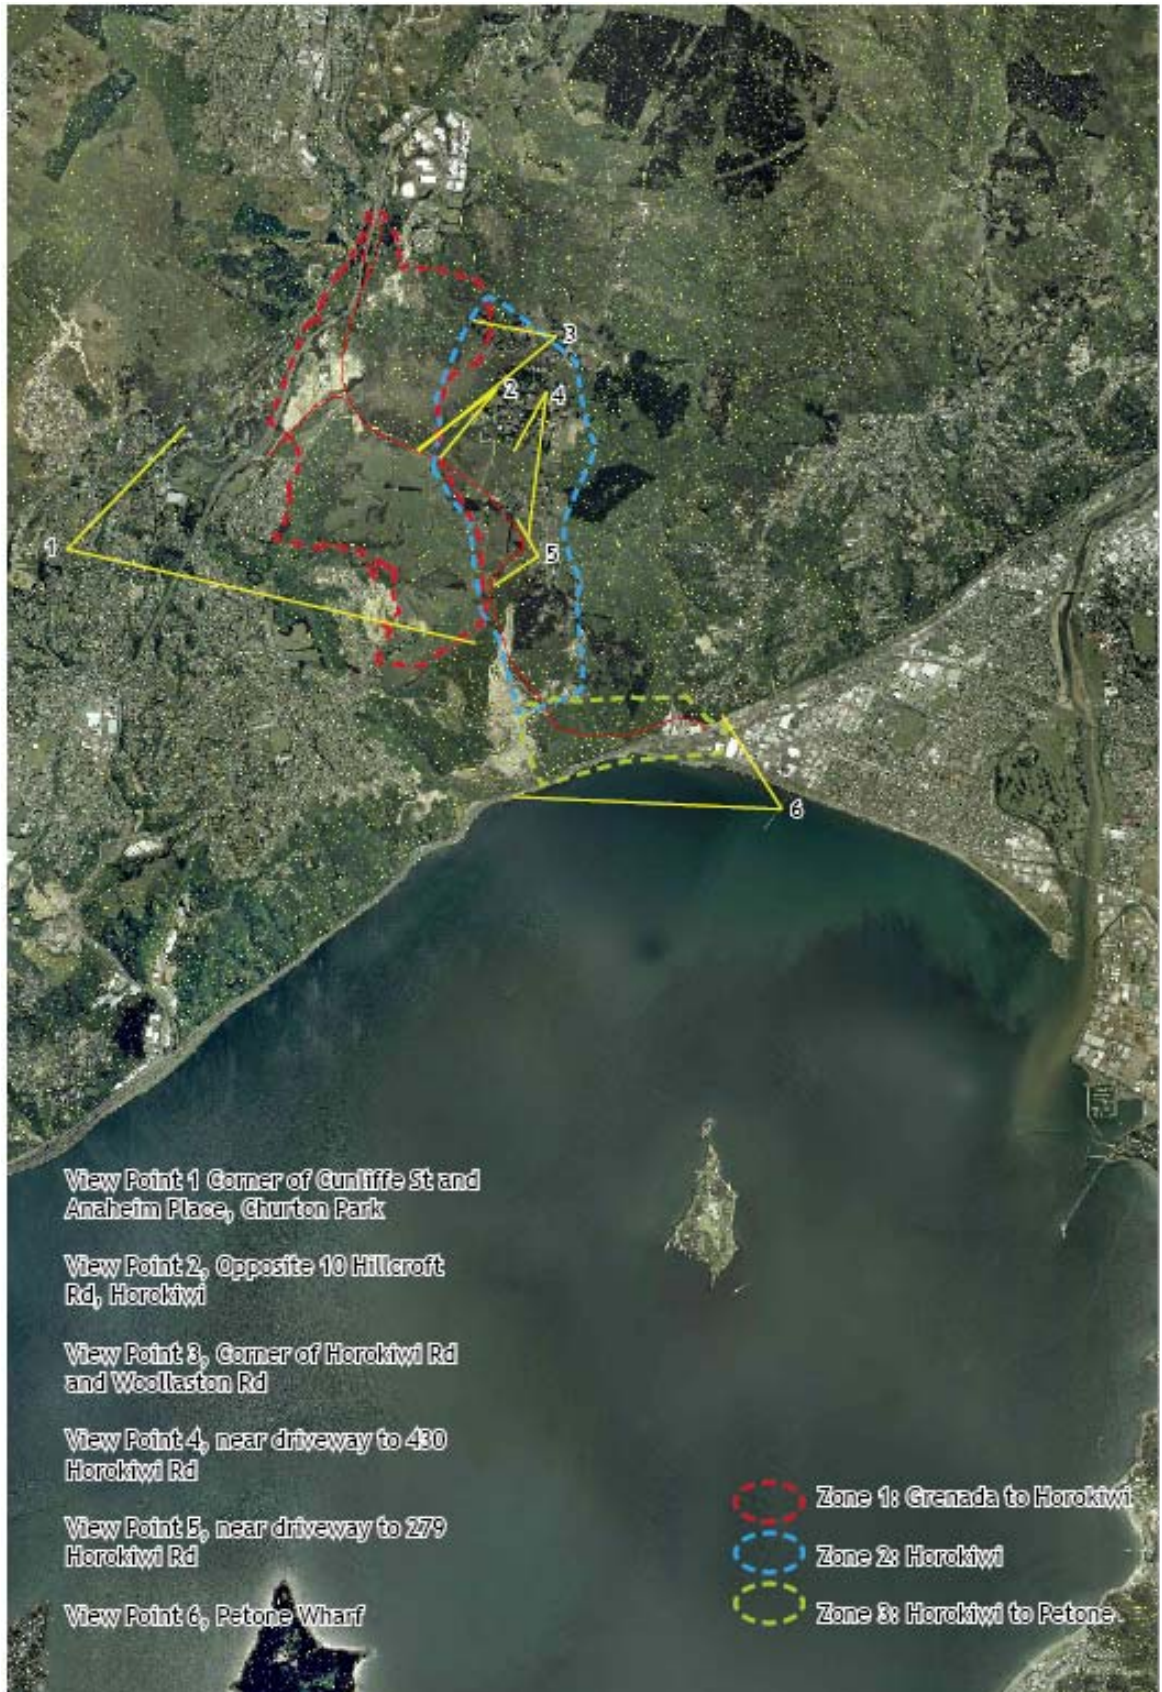 3
2
4
1
5
6
View Point 1 Corner of Cunliffe St and
Anaheim Place, Churton Park
View Point 2, Opposite 10 Hillcroft
Rd, Horokiwi
View Point 3, Corner of Horokiwi Rd
and Woollaston Rd
View Point 4, near driveway to 430
Horokiwi Rd
View Point 5, near driveway to 279
Horokiwi Rd
View Point 6, Petone Wharf
Zone 1: Grenada to Horokiwi
Zone 2: Horokiwi
Zone 3: Horokiwi to Petone